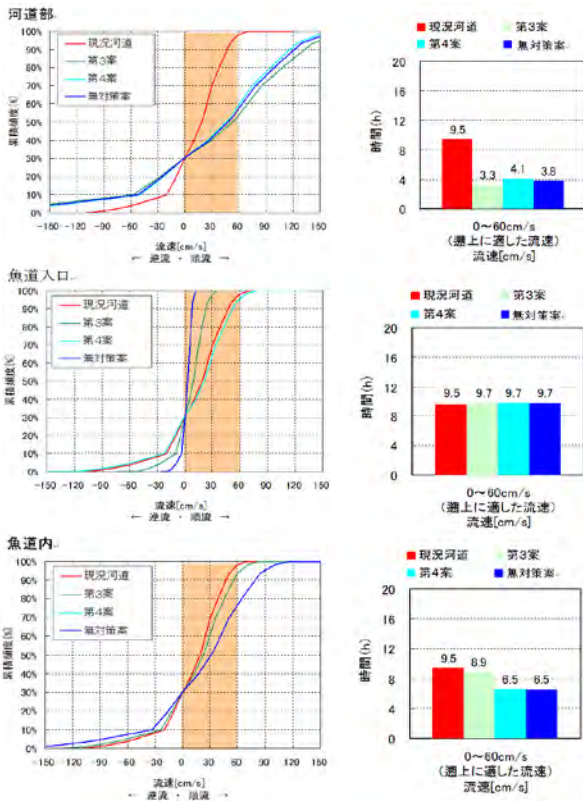 河道部
100%
90%
80%
70%
60%
50%
40%
30%
20%
10%
0%
累積頻度[%]
現況河道
第3案
第4案
無対策案
-150 -120 -90 -60 -30 0 30 60 90 120 150
流速[cm/s]
← 逆流 ・ 順流 →
現況河道 第3案
第4案 無対策案
20
16
12
8
4
0
時間(h)
9.5 3.3 4.1 3.8
0～60cm/s
(遡上に適した流速)
流速[cm/s]
魚道入口
100%
90%
80%
70%
60%
50%
40%
30%
20%
10%
0%
累積頻度[%]
現況河道
第3案
第4案
無対策案
-150 -120 -90 -60 -30 0 30 60 90 120 150
流速[cm/s]
← 逆流 ・ 順流 →
現況河道 第3案
第4案 無対策案
20
16
12
8
4
0
時間(h)
9.5 9.7 9.7 9.7
0～60cm/s
(遡上に適した流速)
流速[cm/s]
魚道内
100%
90%
80%
70%
60%
50%
40%
30%
20%
10%
0%
累積頻度[%]
現況河道
第3案
第4案
無対策案
-150 -120 -90 -60 -30 0 30 60 90 120 150
流速[cm/s]
← 逆流 ・ 順流 →
現況河道 第3案
第4案 無対策案
20
16
12
8
4
0
時間(h)
9.5 8.9 6.5 6.5
0～60cm/s
(遡上に適した流速)
流速[cm/s]